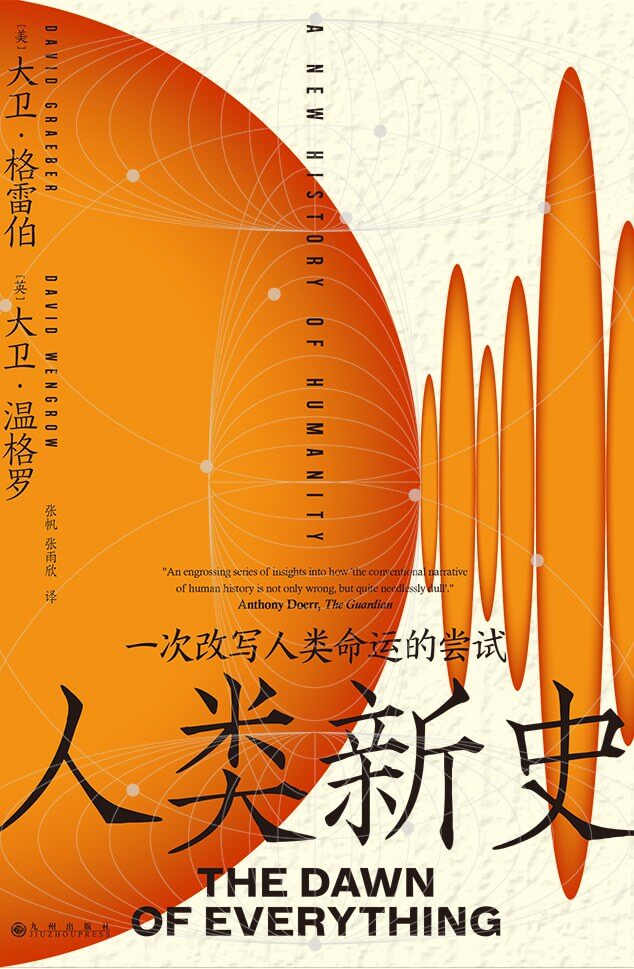 [美]大卫·格雷伯
DAVID GRAEBER
[英]大卫·温格罗
DAVID WENGROW
张帆 张雨欣 译
A NEW HISTORY OF HUMANITY
"An engrossing series of insights into how 'the conventional narrative
of human history is not only wrong, but quite needlessly dull'."
Anthony Doerr, The Guardian
一次改写人类命运的尝试
人类新史
THE DAWN
OF EVERYTHING
九州出版社
JIUZHOUPRESS